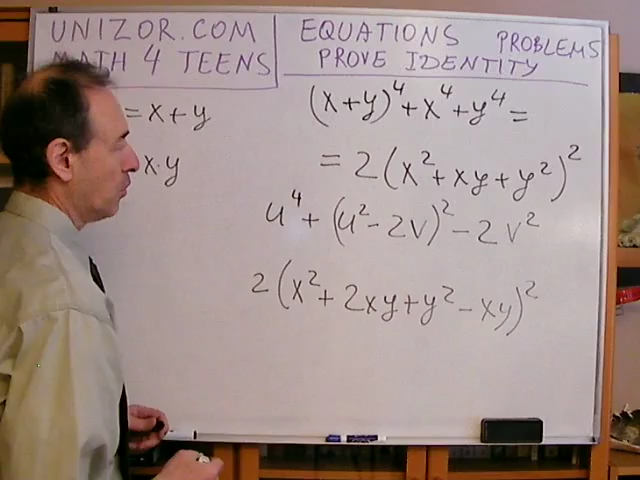 UNIZOR.COM
MATH 4 TEENS
EQUATIONS PROBLEMS
PROVE IDENTITY
= x + y
x · y
(x + y)⁴ + x⁴ + y⁴ =
= 2(x² + xy + y²)²
u⁴ + (u² - 2v)² - 2v²
2(x² + 2xy + y² - xy)²